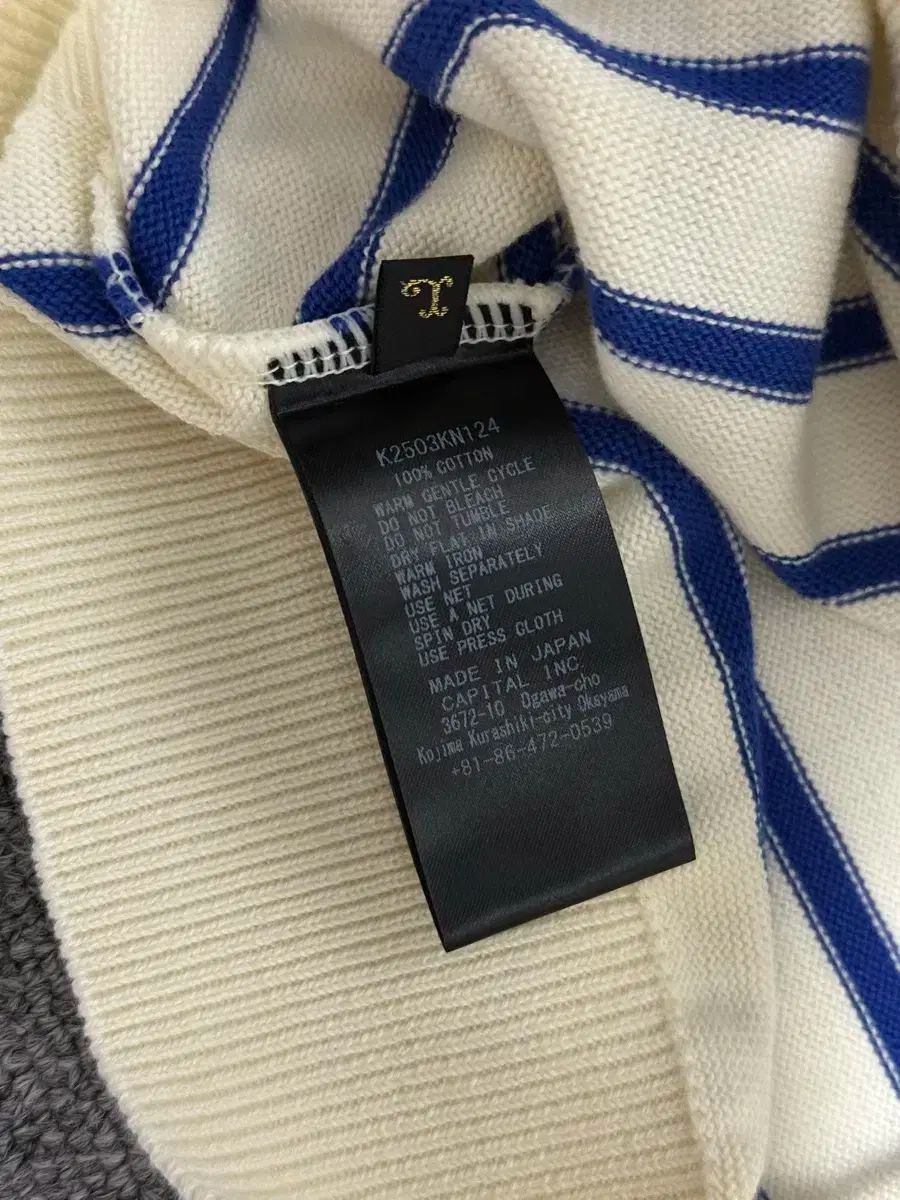 K2503KN124
100% COTTON
WARM GENTLE CYCLE
DO NOT BLEACH
DO NOT TUMBLE
DRY FLAT IN SHADE
WARM IRON
WASH SEPARATELY
USE NET
USE A NET DURING
SPIN DRY
USE PRESS CLOTH
MADE IN JAPAN
CAPITAL INC.
3672-10 Ogawa-cho
Kojima Kurashiki-city Okayama
+81-86-472-0539